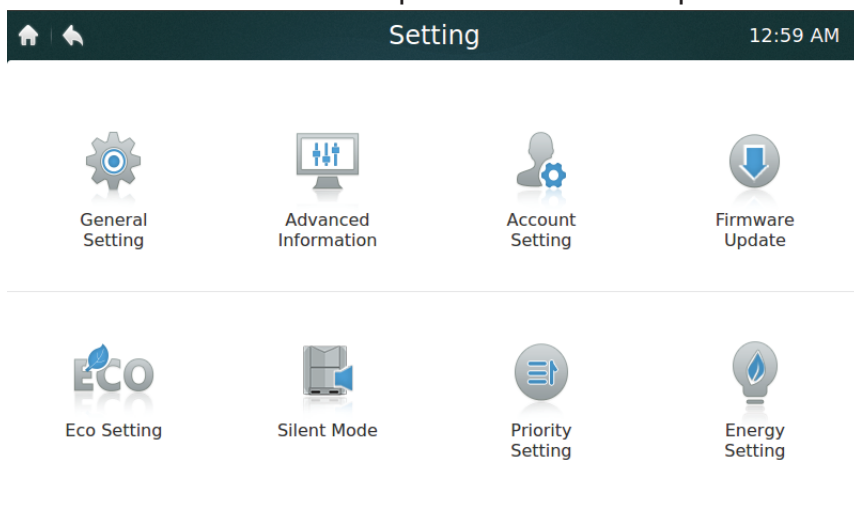 Setting
12:59 AM
General
Setting
Advanced
Information
Account
Setting
Firmware
Update
ECO
Eco Setting
Silent Mode
Priority
Setting
Energy
Setting